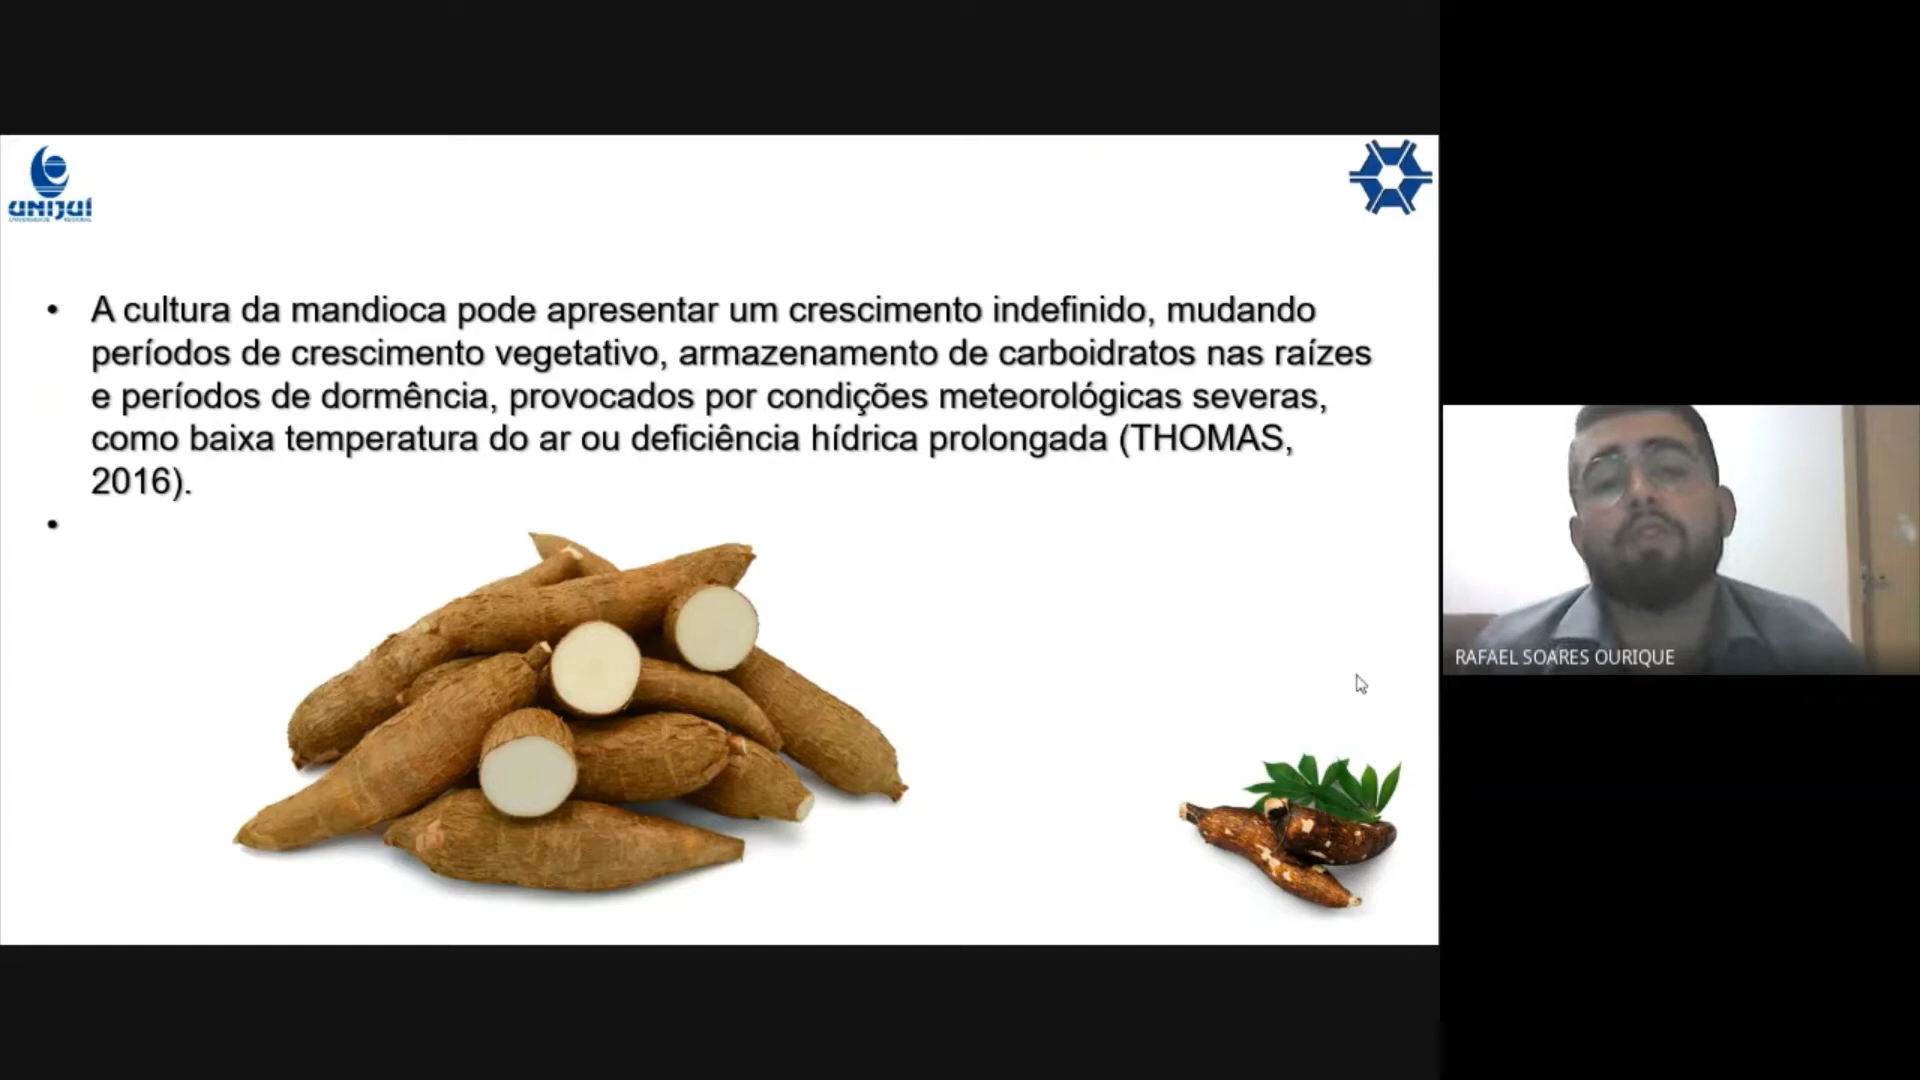 UNIJUÍ
UNIVERSIDADE REGIONAL
• A cultura da mandioca pode apresentar um crescimento indefinido, mudando
períodos de crescimento vegetativo, armazenamento de carboidratos nas raízes
e períodos de dormência, provocados por condições meteorológicas severas,
como baixa temperatura do ar ou deficiência hídrica prolongada (THOMAS,
2016).
•
RAFAEL SOARES OURIQUE